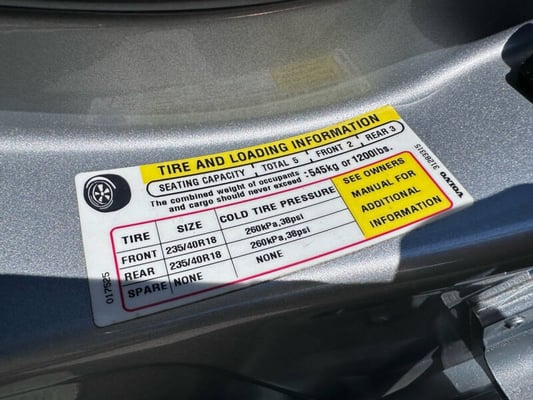 TIRE AND LOADING INFORMATION
SEATING CAPACITY TOTAL 5 FRONT 2 REAR 3
The combined weight of occupants and cargo should never exceed : 545kg or 1200lbs.
TIRE SIZE COLD TIRE PRESSURE
FRONT 235/40R18 260kPa,38psi
REAR 235/40R18 260kPa,38psi
SPARE NONE NONE
SEE OWNERS
MANUAL FOR
ADDITIONAL
INFORMATION
017525
VOLVO 31283315